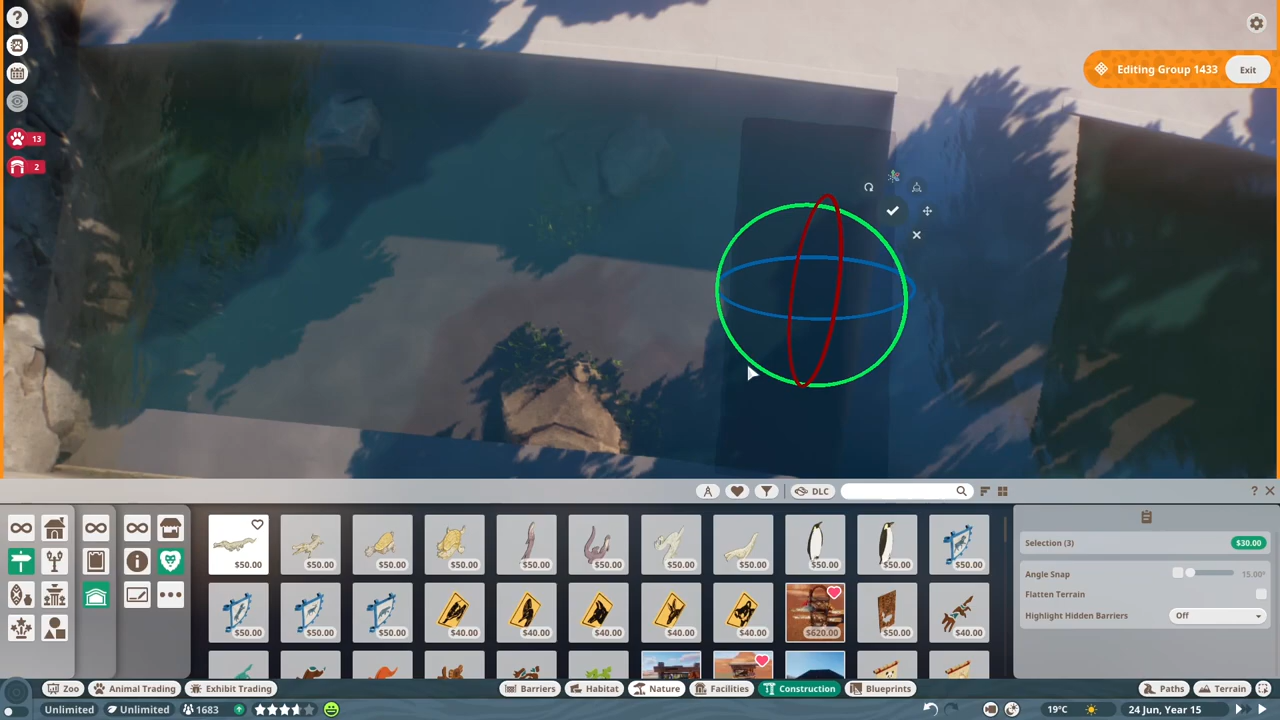 ?
Editing Group 1433
Exit
13
2
DLC
?
$50.00
$50.00
$50.00
$50.00
$50.00
$50.00
$50.00
$50.00
$50.00
$50.00
$50.00
Selection (3)
$30.00
Angle Snap
15.00°
Flatten Terrain
Highlight Hidden Barriers
Off
$50.00
$50.00
$50.00
$40.00
$40.00
$40.00
$40.00
$40.00
$620.00
$50.00
$40.00
Zoo
Animal Trading
Exhibit Trading
Barriers
Habitat
Nature
Facilities
Construction
Blueprints
Paths
Terrain
Unlimited
Unlimited
1683
19°C
24 Jun, Year 15